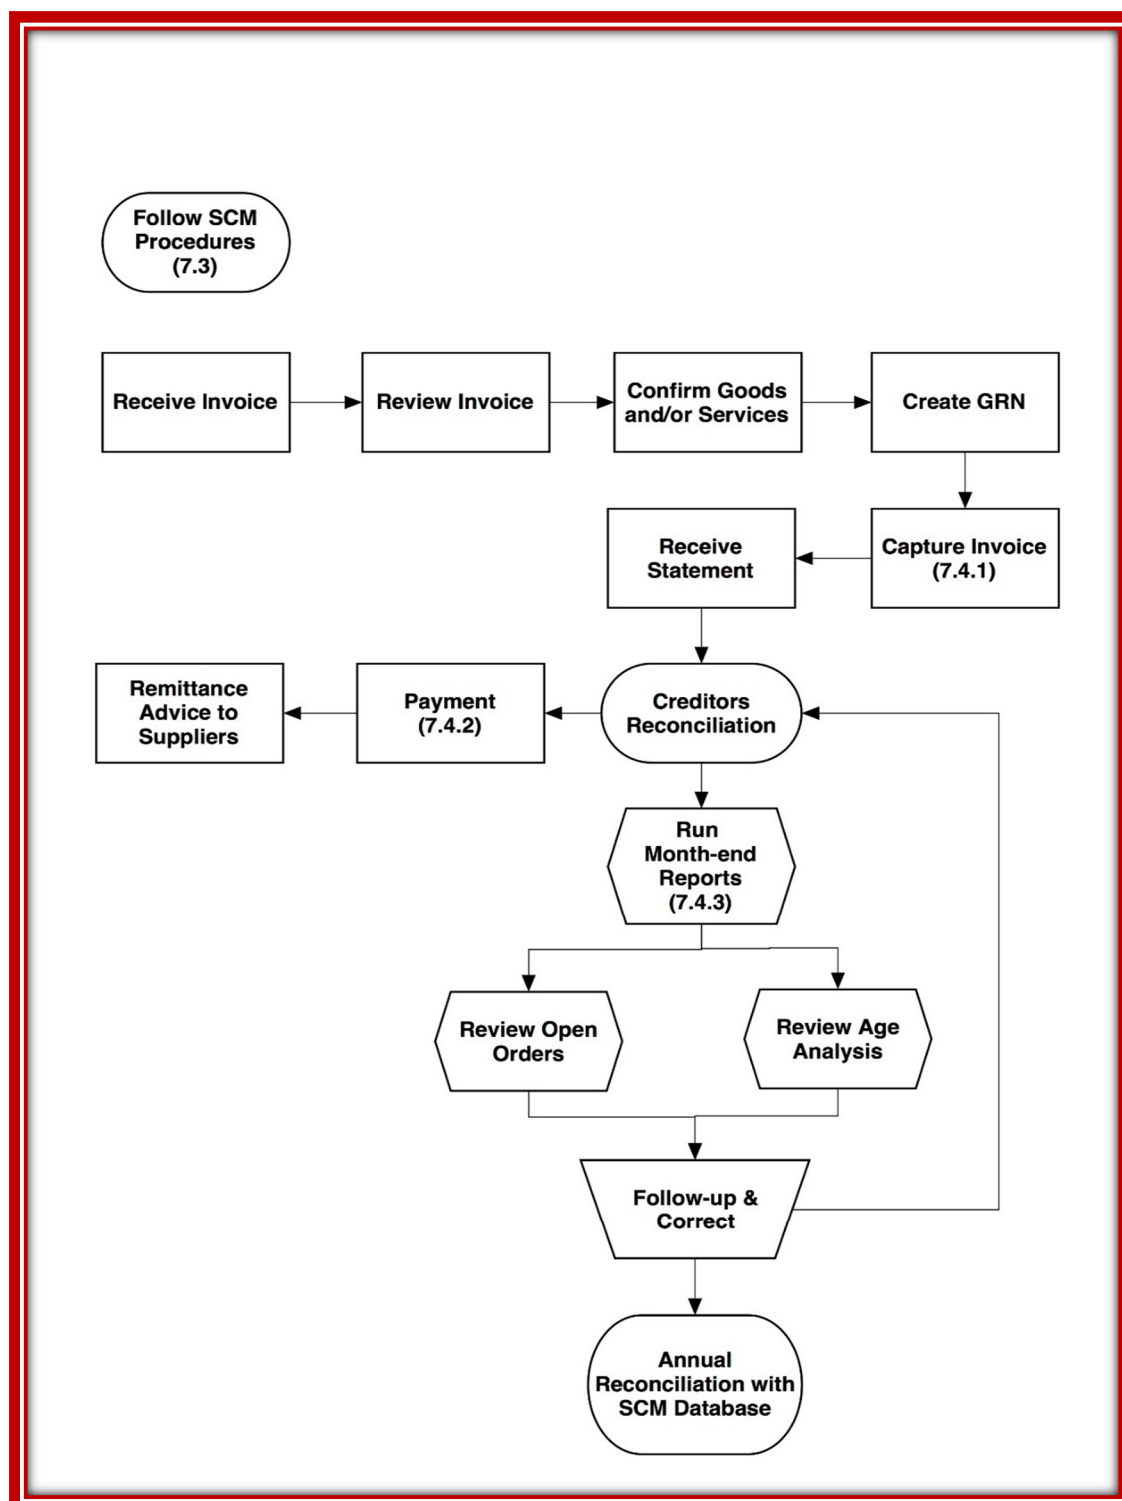 Follow SCM
Procedures
(7.3)
Receive Invoice
Review Invoice
Confirm Goods
and/or Services
Create GRN
Receive
Statement
Capture Invoice
(7.4.1)
Remittance
Advice to
Suppliers
Payment
(7.4.2)
Creditors
Reconciliation
Run
Month-end
Reports
(7.4.3)
Review Open
Orders
Review Age
Analysis
Follow-up &
Correct
Annual
Reconciliation with
SCM Database